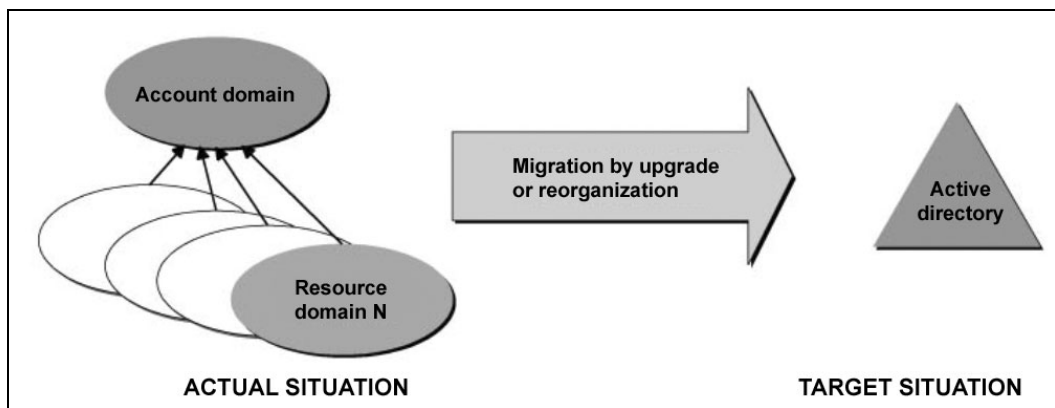 Account domain
Migration by upgrade
or reorganization
Active
directory
Resource
domain N
ACTUAL SITUATION
TARGET SITUATION